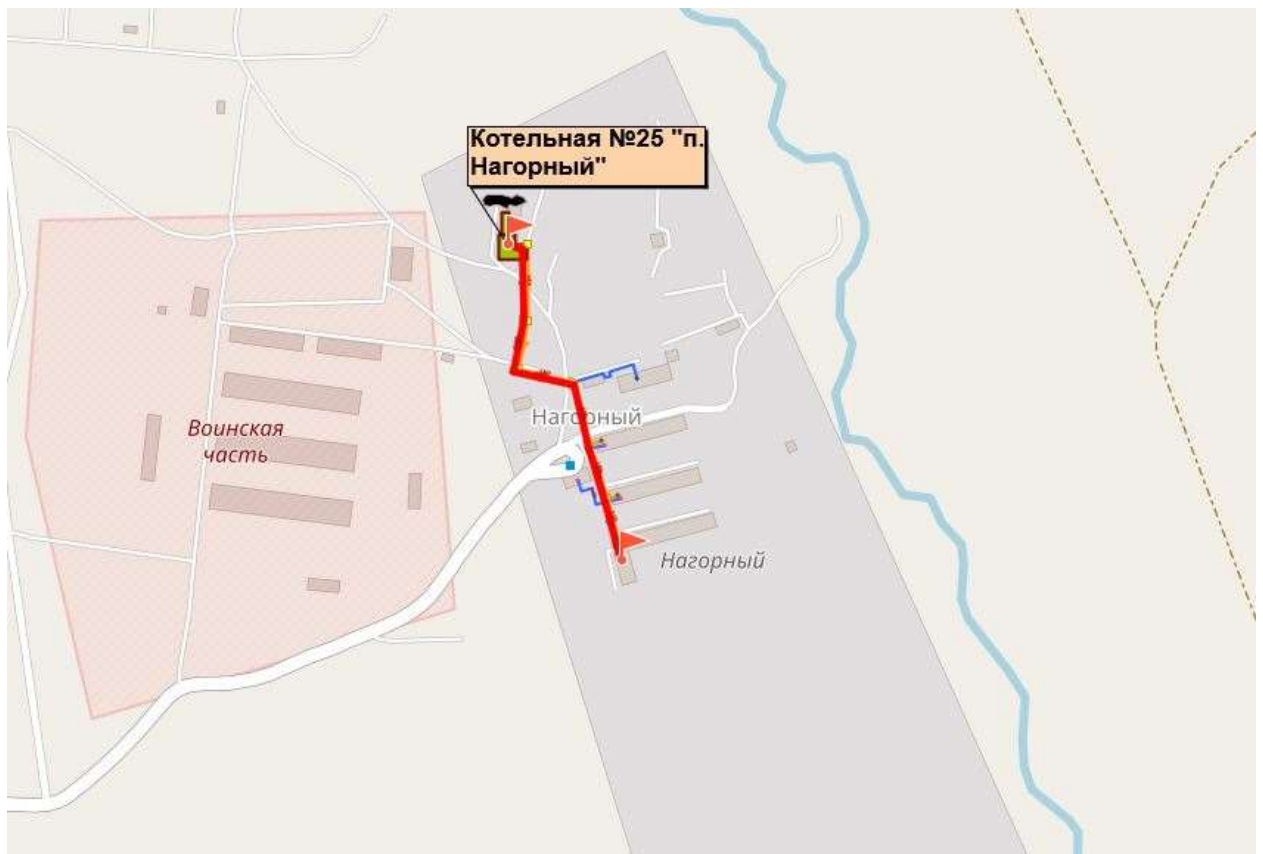 Котельная №25 "п.
Нагорный"
Нагорный
Воинская
часть
Нагорный